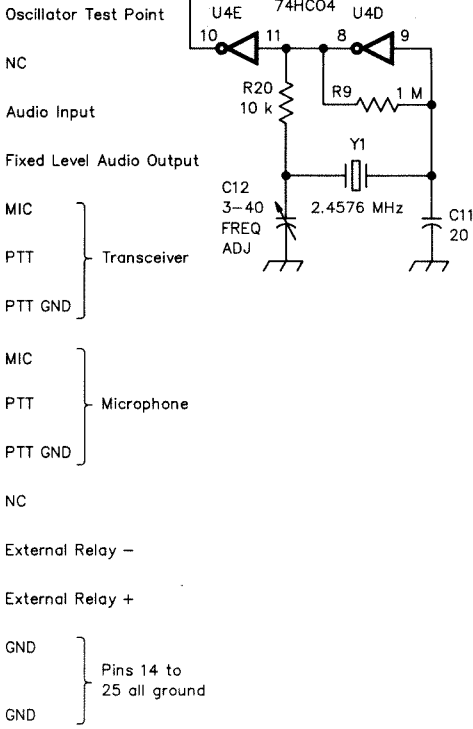 Oscillator Test Point
NC
Audio Input
Fixed Level Audio Output
MIC
PTT
PTT GND
Transceiver
MIC
PTT
PTT GND
Microphone
NC
External Relay −
External Relay +
GND
GND
Pins 14 to
25 all ground
U4E
74HC04
U4D
10
11
8
9
R20
10 k
R9
1 M
Y1
2.4576 MHz
C12
3–40
FREQ
ADJ
C11
20